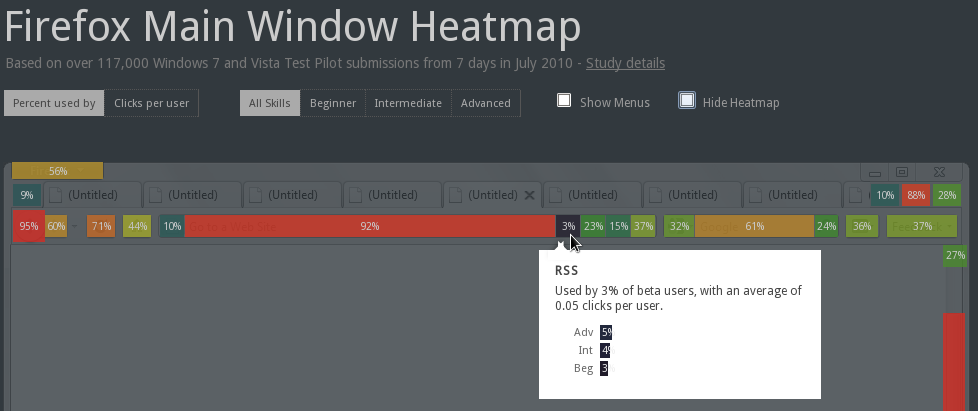 Firefox Main Window Heatmap
Based on over 117,000 Windows 7 and Vista Test Pilot submissions from 7 days in July 2010 - Study details
Percent used by Clicks per user All Skills Beginner Intermediate Advanced Show Menus Hide Heatmap
56%
9% (Untitled) (Untitled) (Untitled) (Untitled) (Untitled) (Untitled) (Untitled) (Untitled) 10% 88% 28%
95% 60% 71% 44% 10% Go to a Web Site 92% 3% 23% 15% 37% 32% Google 61% 24% 36% 37%
27%
RSS
Used by 3% of beta users, with an average of
0.05 clicks per user.
Adv 5%
Int 4
Beg 3